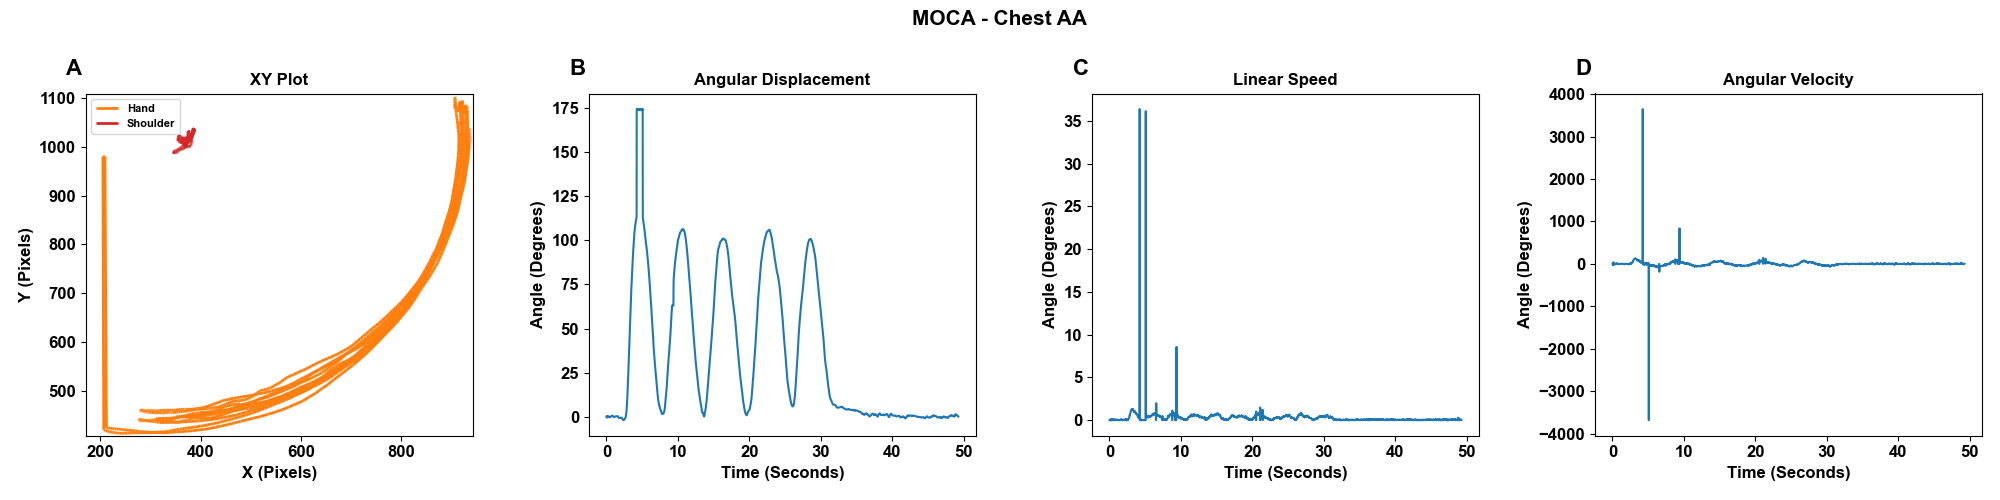 MOCA - Chest AA
A
XY Plot
Hand
Shoulder
1100
1000
900
800
700
600
500
200
400
600
800
Y (Pixels)
X (Pixels)
B
Angular Displacement
175
150
125
100
75
50
25
0
0
10
20
30
40
50
Angle (Degrees)
Time (Seconds)
C
Linear Speed
35
30
25
20
15
10
5
0
0
10
20
30
40
50
Angle (Degrees)
Time (Seconds)
D
Angular Velocity
4000
3000
2000
1000
0
−1000
−2000
−3000
−4000
0
10
20
30
40
50
Angle (Degrees)
Time (Seconds)